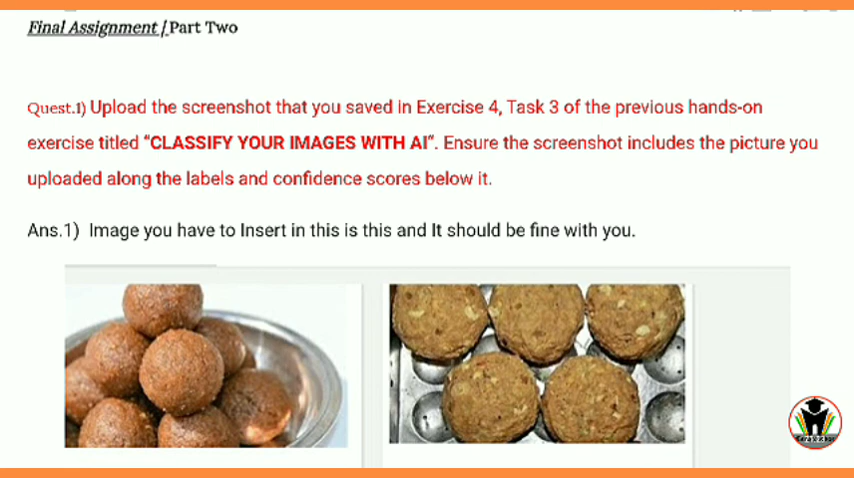 Final Assignment / Part Two
Quest.1) Upload the screenshot that you saved in Exercise 4, Task 3 of the previous hands-on
exercise titled “CLASSIFY YOUR IMAGES WITH AI”. Ensure the screenshot includes the picture you
uploaded along the labels and confidence scores below it.
Ans.1) Image you have to Insert in this is this and It should be fine with you.